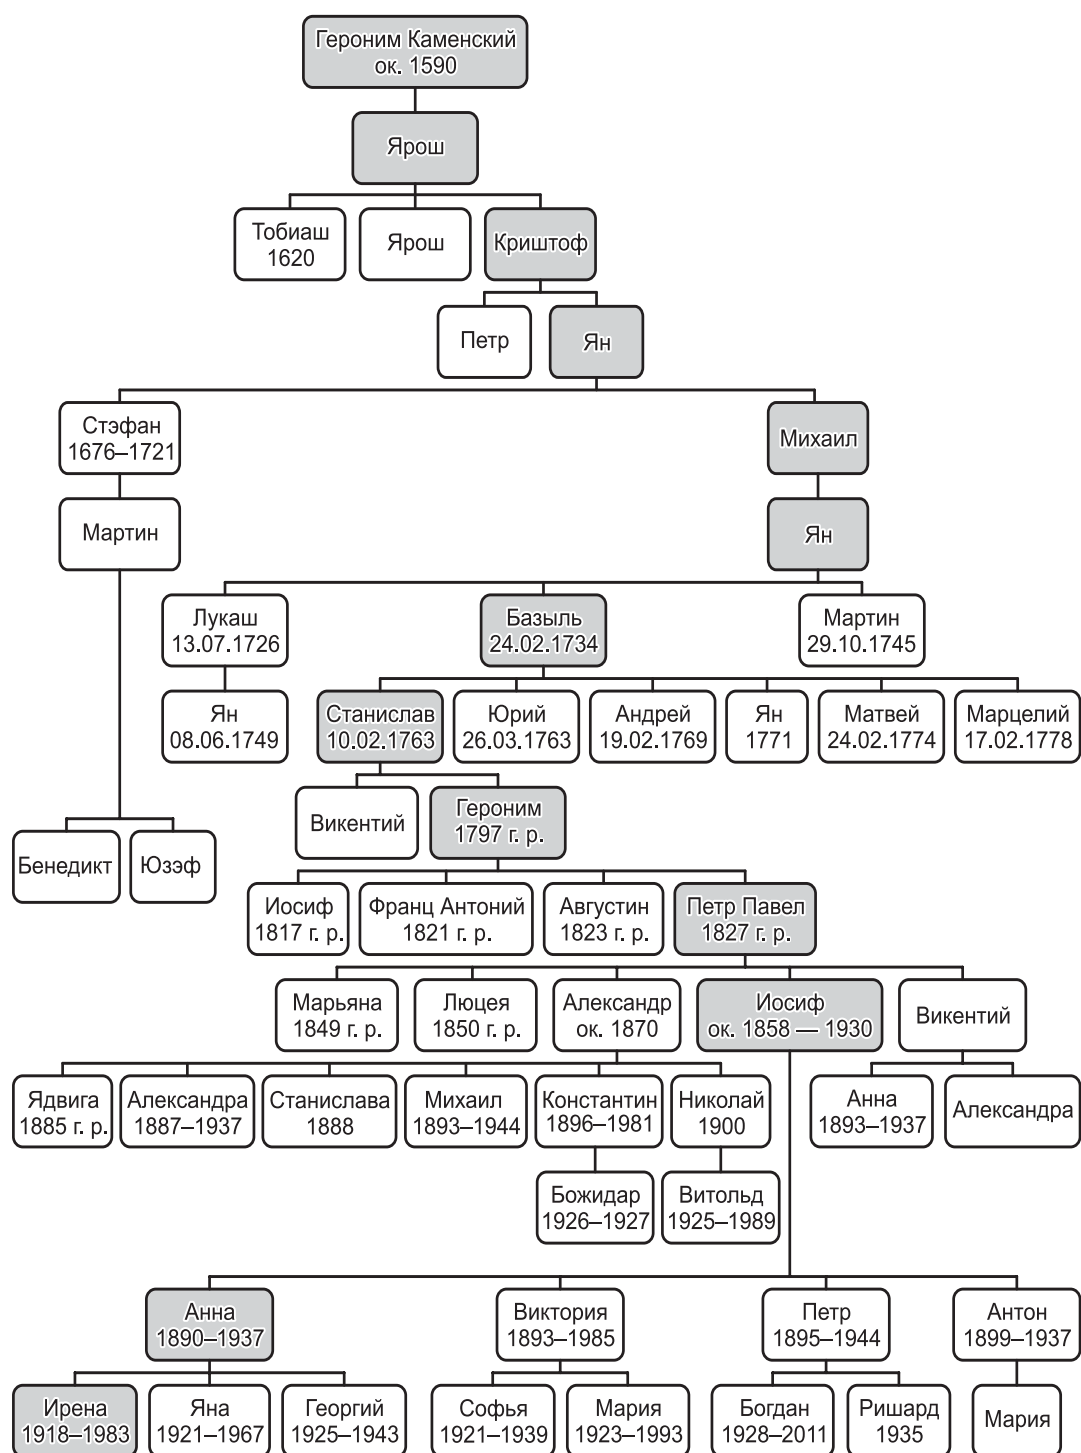 Героним Каменский
ок. 1590
Ярош
Тобиаш
1620
Ярош
Криштоф
Петр
Ян
Стэфан
1676–1721
Михаил
Мартин
Ян
Лукаш
13.07.1726
Базыль
24.02.1734
Мартин
29.10.1745
Ян
08.06.1749
Станислав
10.02.1763
Юрий
26.03.1763
Андрей
19.02.1769
Ян
1771
Матвей
24.02.1774
Марцелий
17.02.1778
Викентий
Героним
1797 г. р.
Бенедикт
Юзэф
Иосиф
1817 г. р.
Франц Антоний
1821 г. р.
Августин
1823 г. р.
Петр Павел
1827 г. р.
Марьяна
1849 г. р.
Люцея
1850 г. р.
Александр
ок. 1870
Иосиф
ок. 1858 — 1930
Викентий
Ядвига
1885 г. р.
Александра
1887–1937
Станислава
1888
Михаил
1893–1944
Константин
1896–1981
Николай
1900
Анна
1893–1937
Александра
Божидар
1926–1927
Витольд
1925–1989
Анна
1890–1937
Виктория
1893–1985
Петр
1895–1944
Антон
1899–1937
Ирена
1918–1983
Яна
1921–1967
Георгий
1925–1943
Софья
1921–1939
Мария
1923–1993
Богдан
1928–2011
Ришард
1935
Мария